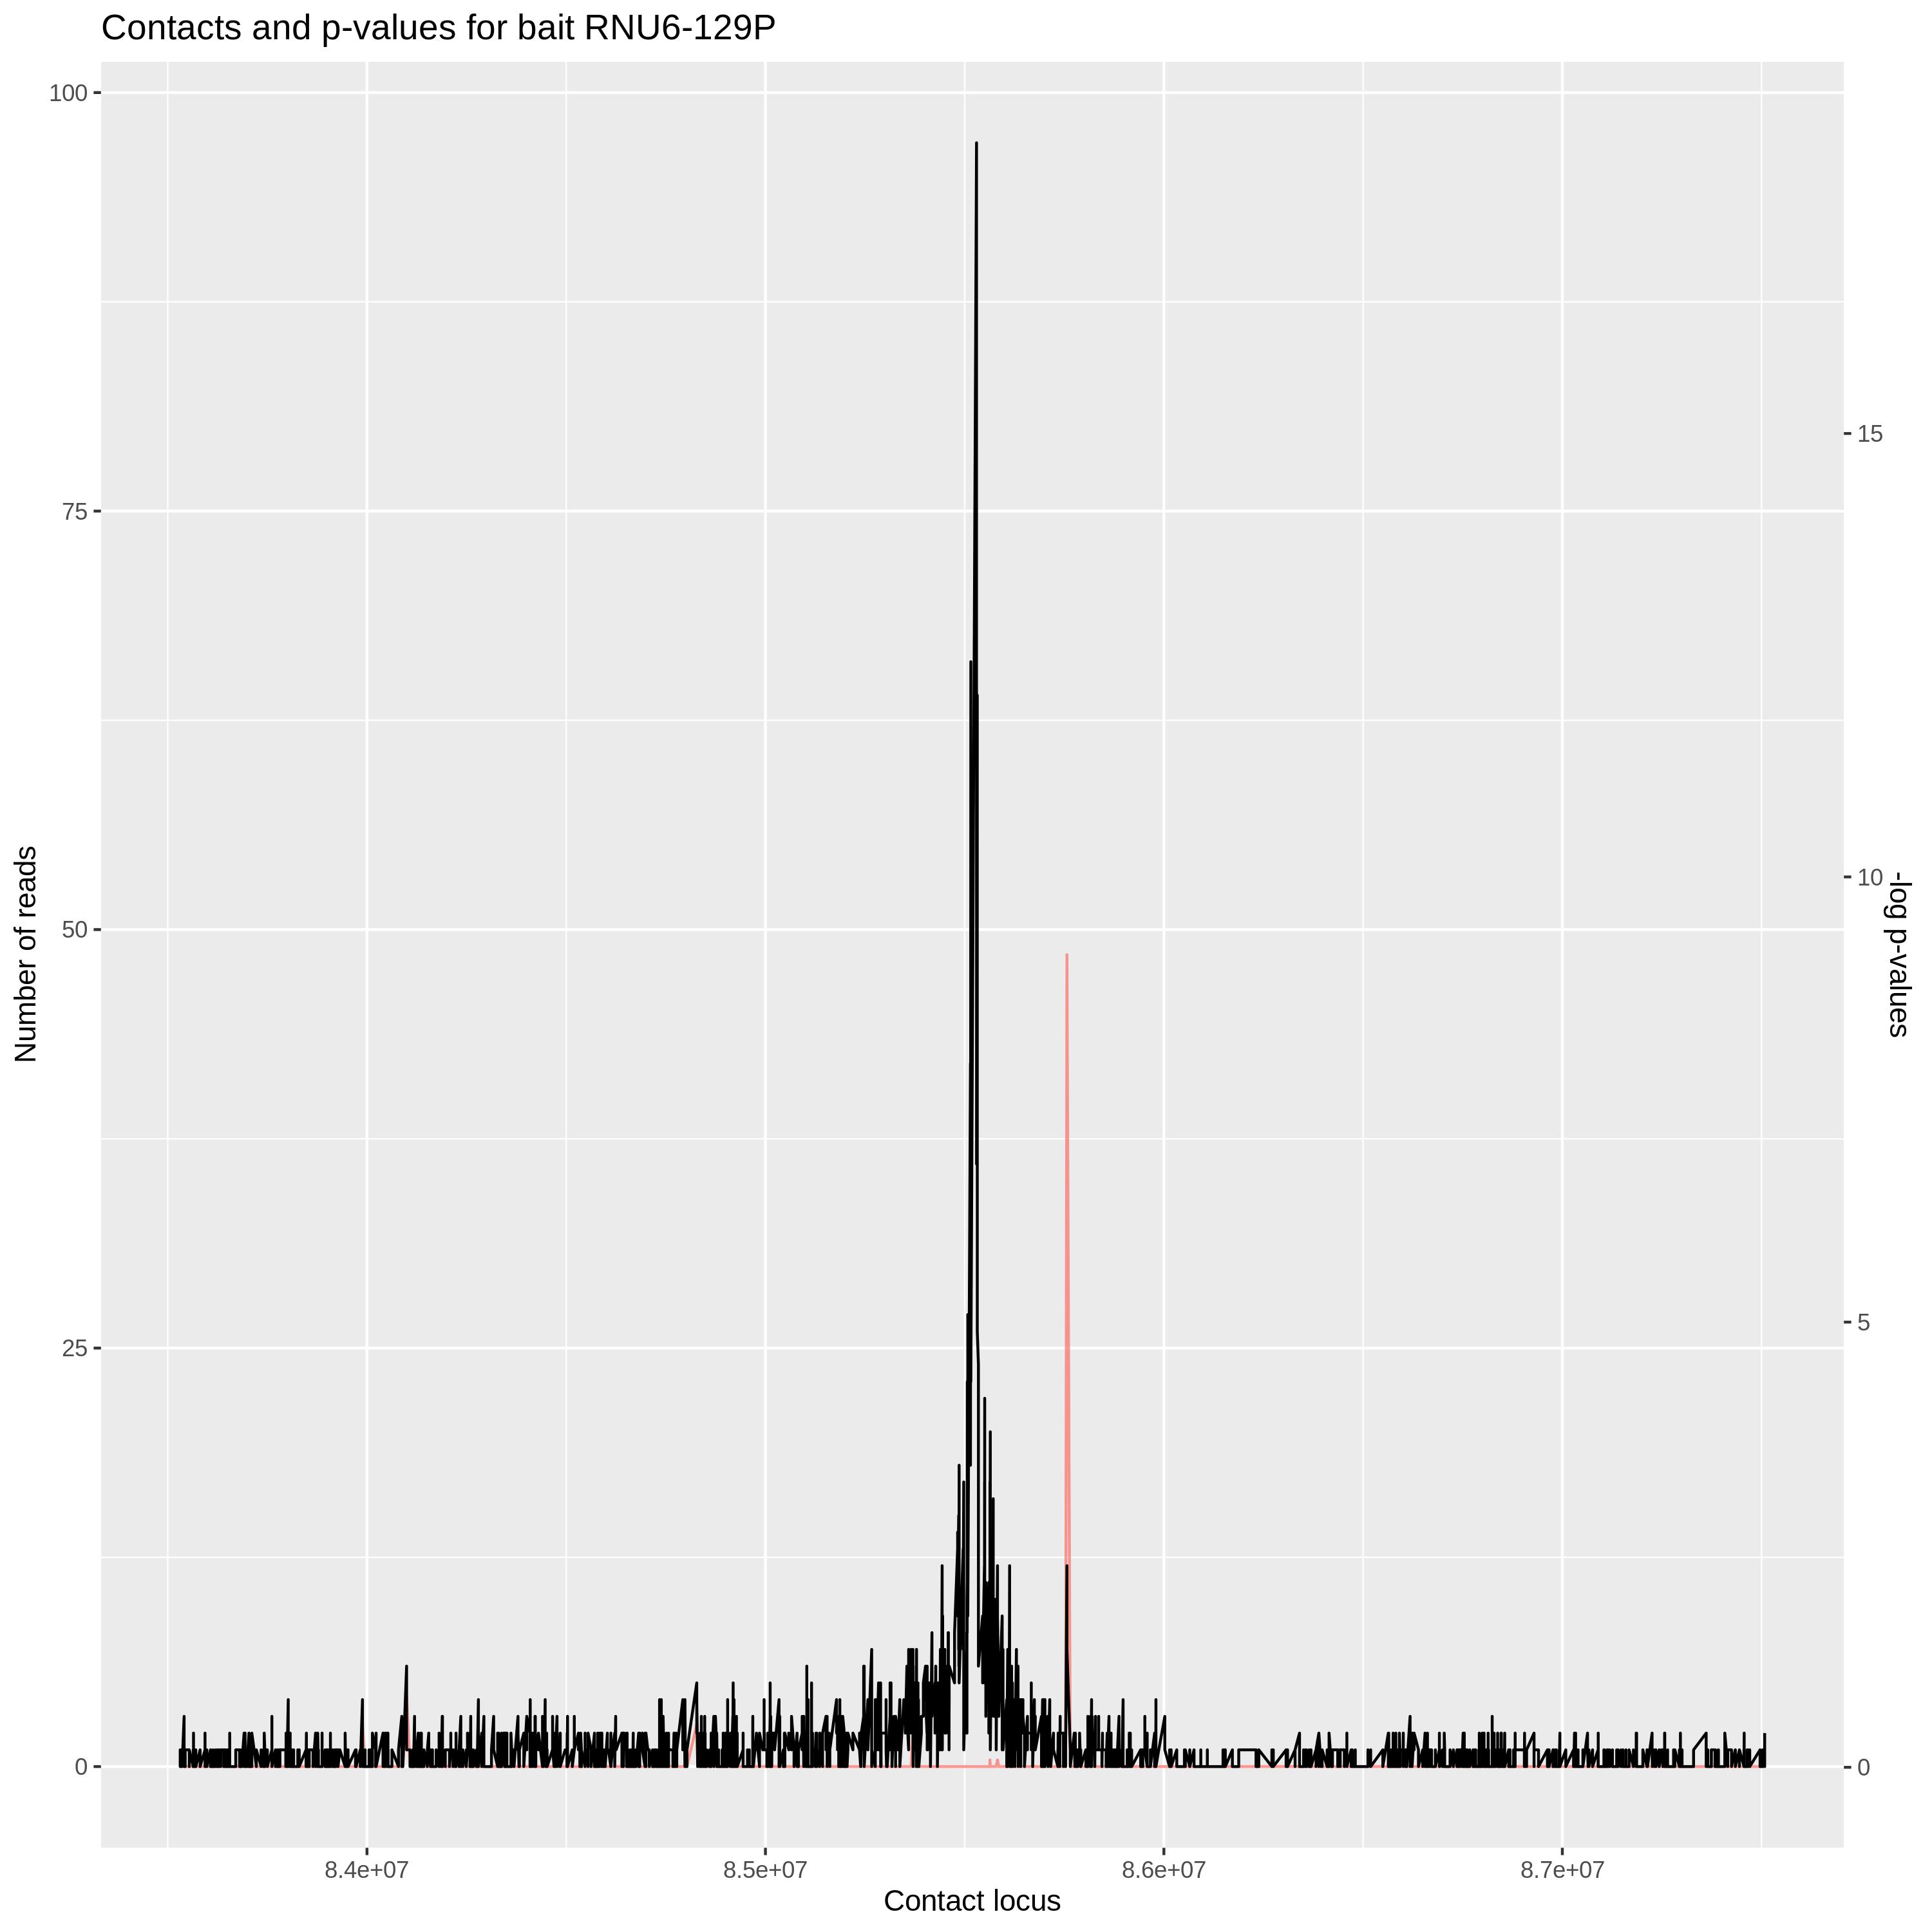 Contacts and p-values for bait RNU6-129P
100
75
50
25
0
Number of reads
15
10
5
0
-log p-values
8.4e+07
8.5e+07
8.6e+07
8.7e+07
Contact locus